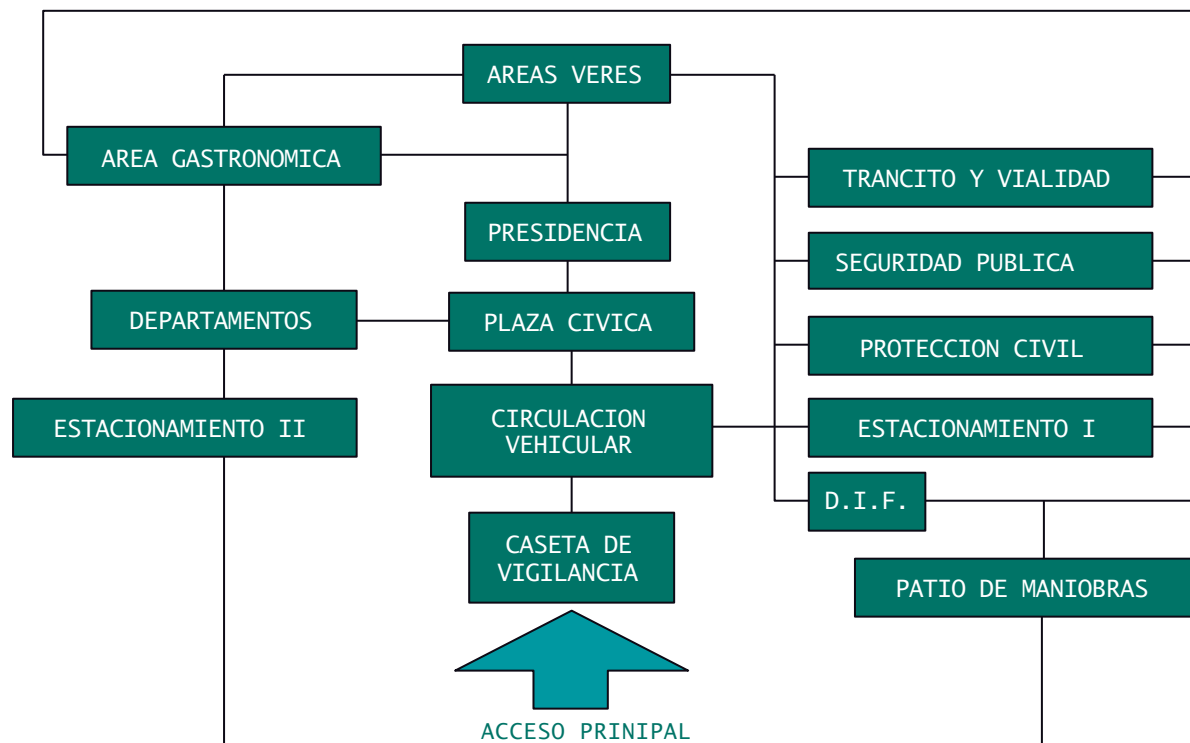 AREAS VERES
AREA GASTRONOMICA
TRANCITO Y VIALIDAD
PRESIDENCIA
SEGURIDAD PUBLICA
DEPARTAMENTOS
PLAZA CIVICA
PROTECCION CIVIL
ESTACIONAMIENTO II
CIRCULACION
VEHICULAR
ESTACIONAMIENTO I
D.I.F.
CASETA DE
VIGILANCIA
PATIO DE MANIOBRAS
ACCESO PRINIPAL